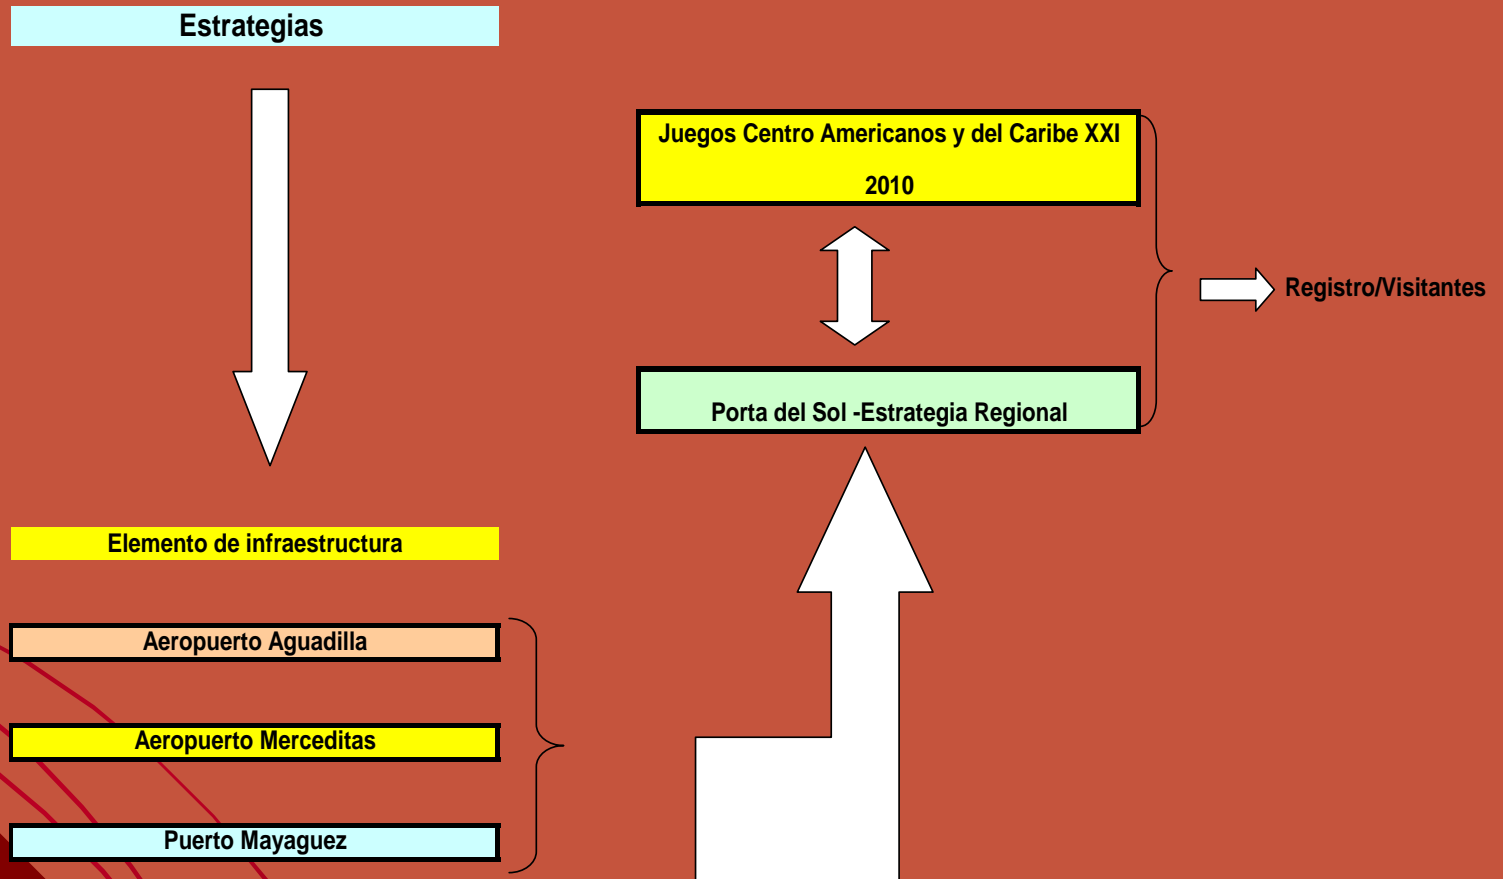 Estrategias
Juegos Centro Americanos y del Caribe XXI
2010
Registro/Visitantes
Porta del Sol -Estrategia Regional
Elemento de infraestructura
Aeropuerto Aguadilla
Aeropuerto Merceditas
Puerto Mayaguez